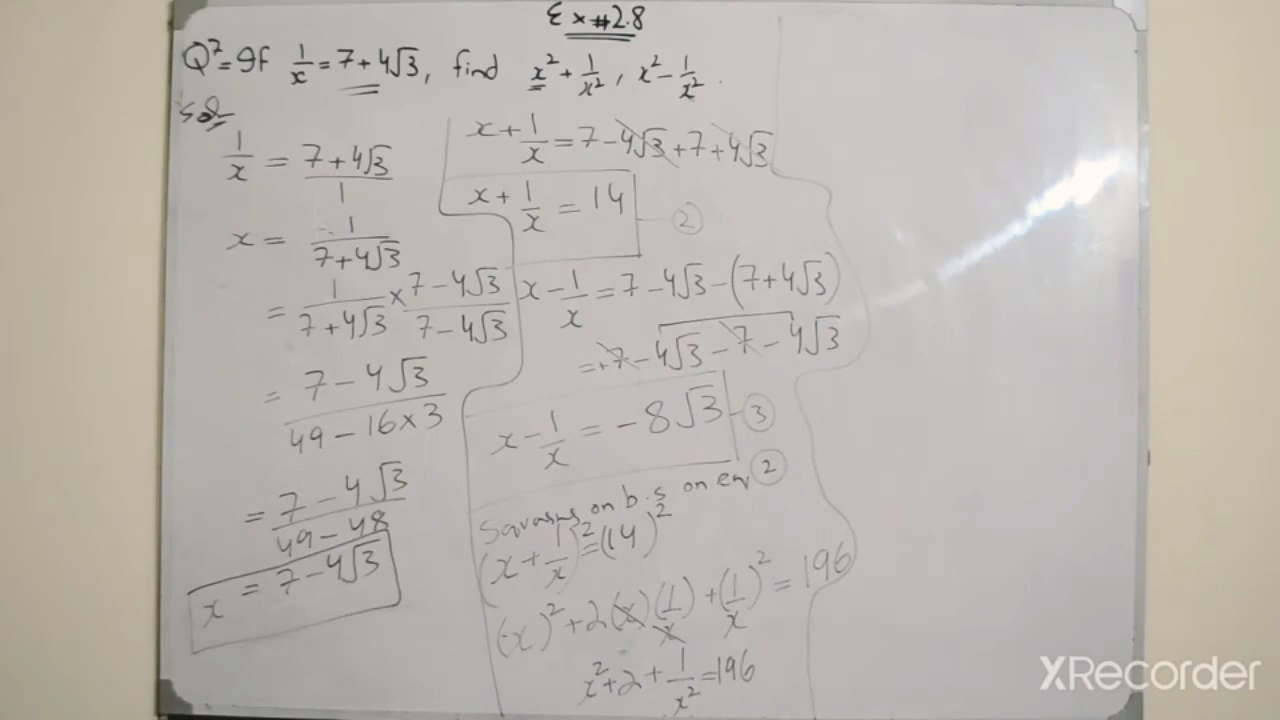 Ex #2.8
Q2= If 1/x = 7+4√3, find x² + 1/x², x² - 1/x².
Sol
1/x = 7+4√3/1
x = 1/7+4√3
= 1/7+4√3 × 7-4√3/7-4√3
= 7-4√3/49-16×3
= 7-4√3/49-48
x = 7-4√3
x + 1/x = 7-4√3+7+4√3
x + 1/x = 14 ②
x - 1/x = 7-4√3-(7+4√3)
= +7-4√3-7-4√3
x - 1/x = -8√3 -③
Squaring on b.s on eq ②
(x + 1/x)² = (14)²
(x)² + 2(x)(1/x) + (1/x)² = 196
x² + 2 + 1/x² = 196
XRecorder